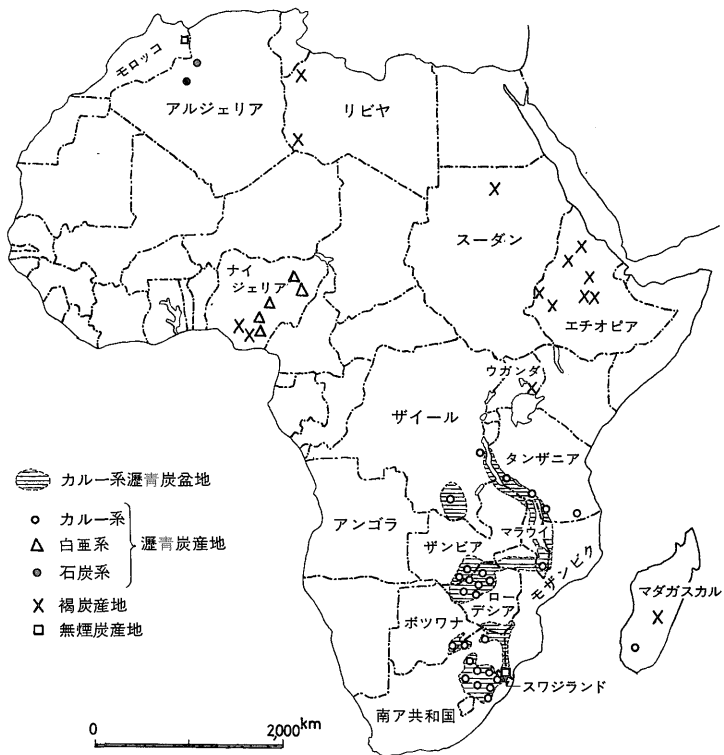 モロッコ
アルジェリア
リビヤ
スーダン
ナイ
ジェリア
エチオピア
ウガンダ
ザイール
タンザニア
カルー系瀝青炭盆地
カルー系
白亜系
石炭系
瀝青炭産地
褐炭産地
無煙炭産地
アンゴラ
マラウイ
ザンビア
モザンビク
マダガスカル
ロー
デシア
ボツワナ
スワジランド
南ア共和国
0 2,000km